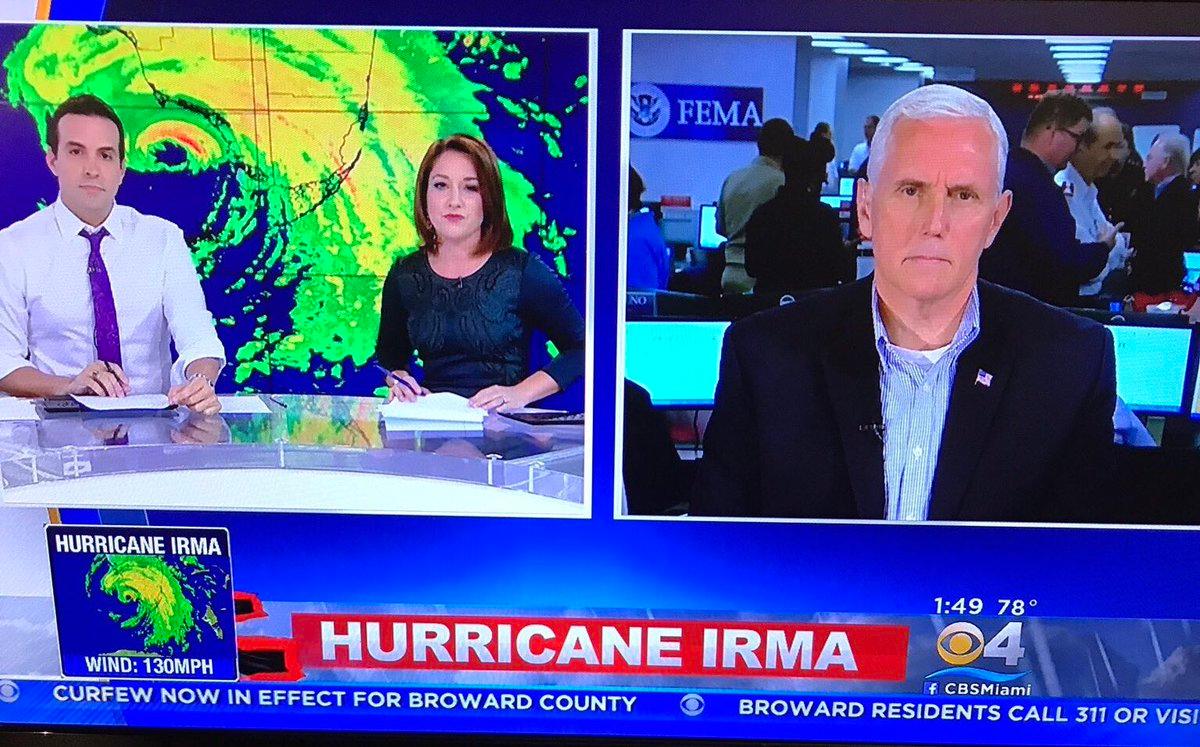 FEMA
NO
HURRICANE IRMA
WIND: 130MPH
HURRICANE IRMA
1:49 78°
4
f CBSMiami
CURFEW NOW IN EFFECT FOR BROWARD COUNTY
BROWARD RESIDENTS CALL 311 OR VISI